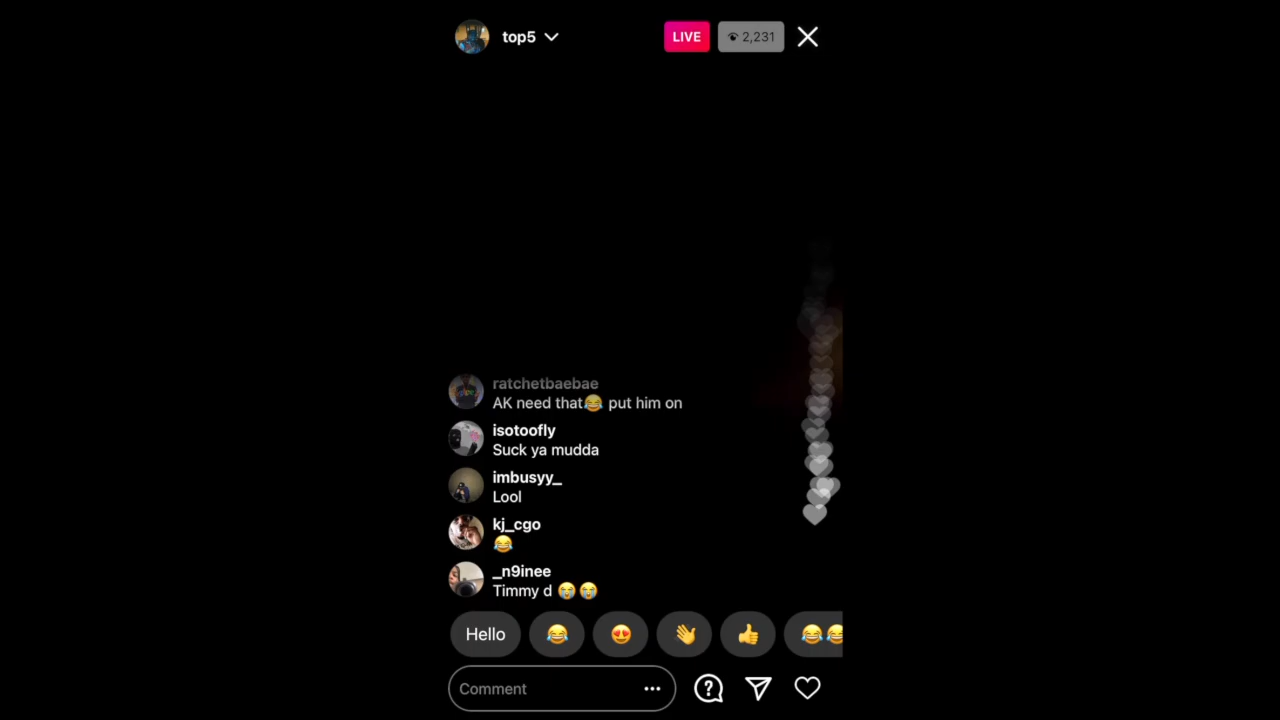 top5
LIVE
2,231
ratchetbaebae
AK need that😂 put him on
isotoofly
Suck ya mudda
imbusyy_
Lool
kj_cgo
😂
_n9inee
Timmy d 😭😭
Hello 😂 😍 👋 👍 😂😂
Comment